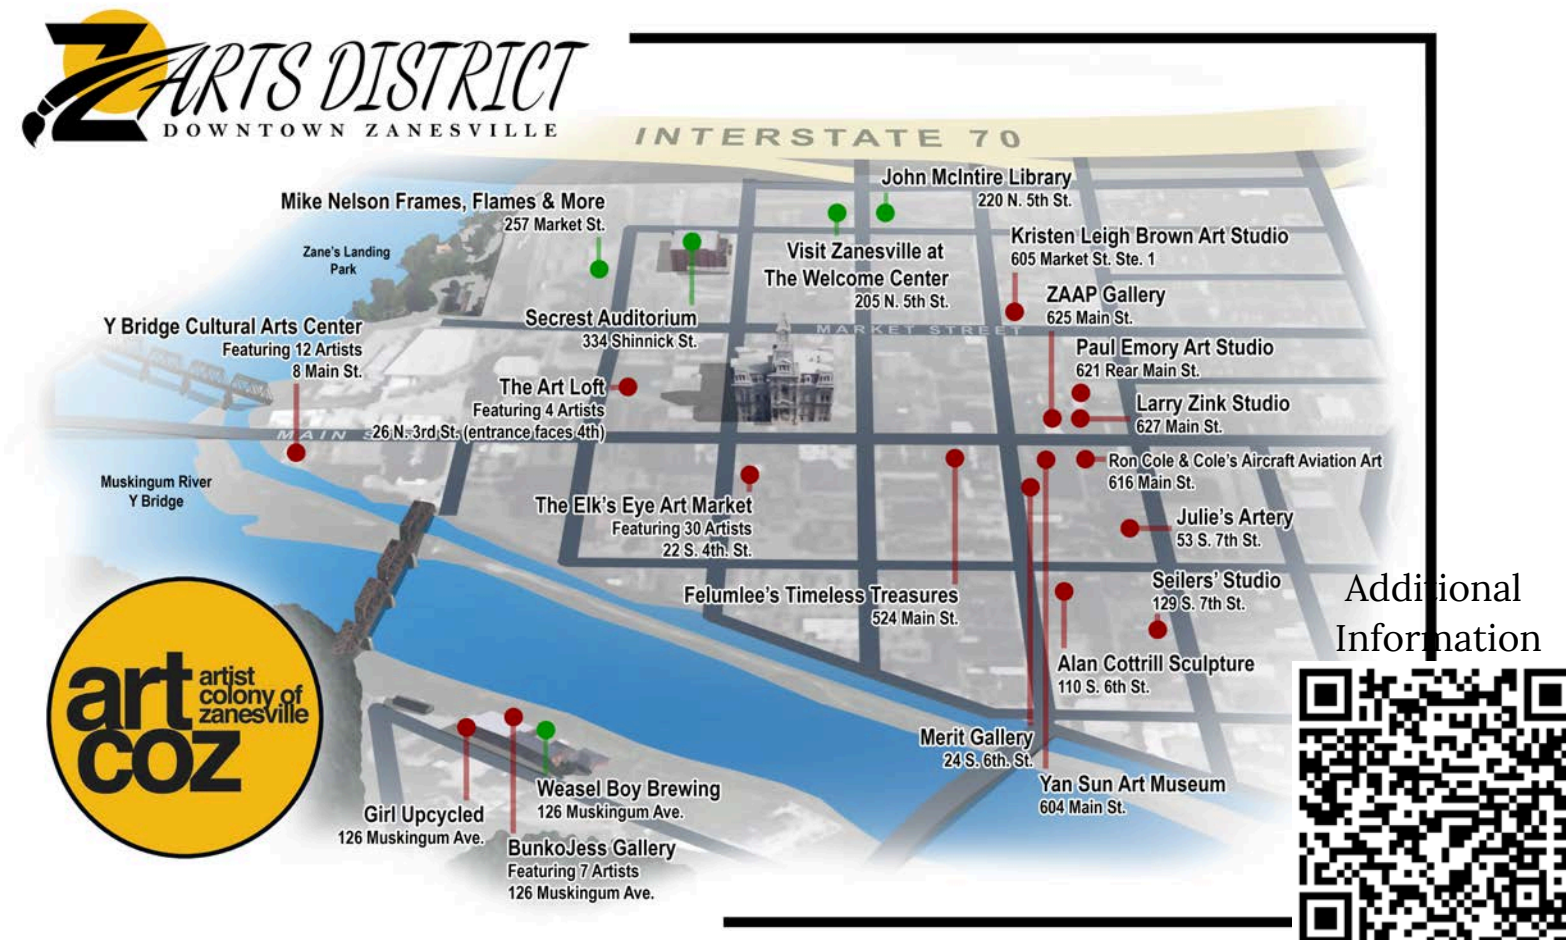 Z ARTS DISTRICT
DOWNTOWN ZANESVILLE
INTERSTATE 70
John McIntire Library
220 N. 5th St.
Mike Nelson Frames, Flames & More
257 Market St.
Zane's Landing
Park
Visit Zanesville at
The Welcome Center
205 N. 5th St.
Kristen Leigh Brown Art Studio
605 Market St. Ste. 1
ZAAP Gallery
625 Main St.
Secrest Auditorium
334 Shinnick St.
MARKET STREET
Y Bridge Cultural Arts Center
Featuring 12 Artists
8 Main St.
Paul Emory Art Studio
621 Rear Main St.
The Art Loft
Featuring 4 Artists
26 N. 3rd St. (entrance faces 4th)
Larry Zink Studio
627 Main St.
MAIN S
Muskingum River
Y Bridge
Ron Cole & Cole's Aircraft Aviation Art
616 Main St.
The Elk's Eye Art Market
Featuring 30 Artists
22 S. 4th. St.
Julie's Artery
53 S. 7th St.
Felumlee's Timeless Treasures
524 Main St.
Seilers' Studio
129 S. 7th St.
Additional
Information
Alan Cottrill Sculpture
110 S. 6th St.
art artist
colony of
zanesville
coz
Merit Gallery
24 S. 6th. St.
Yan Sun Art Museum
604 Main St.
Weasel Boy Brewing
126 Muskingum Ave.
Girl Upcycled
126 Muskingum Ave.
BunkoJess Gallery
Featuring 7 Artists
126 Muskingum Ave.